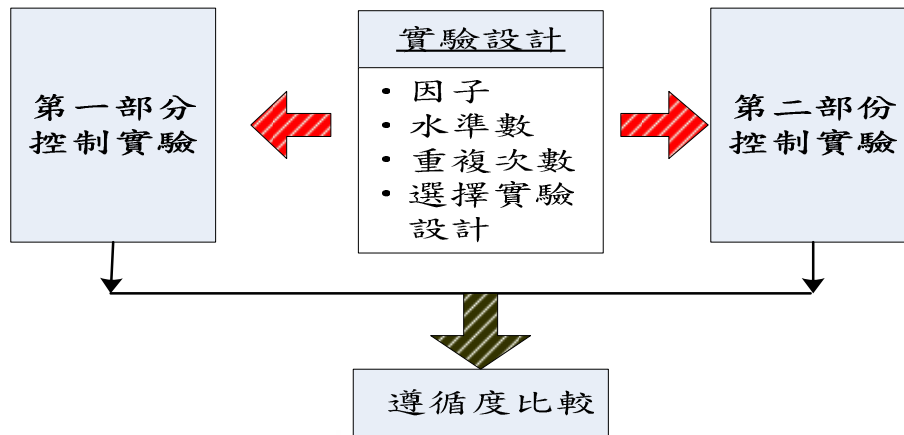 第一部分
控制實驗
實驗設計
• 因子
• 水準數
• 重複次數
• 選擇實驗
設計
第二部份
控制實驗
遵循度比較